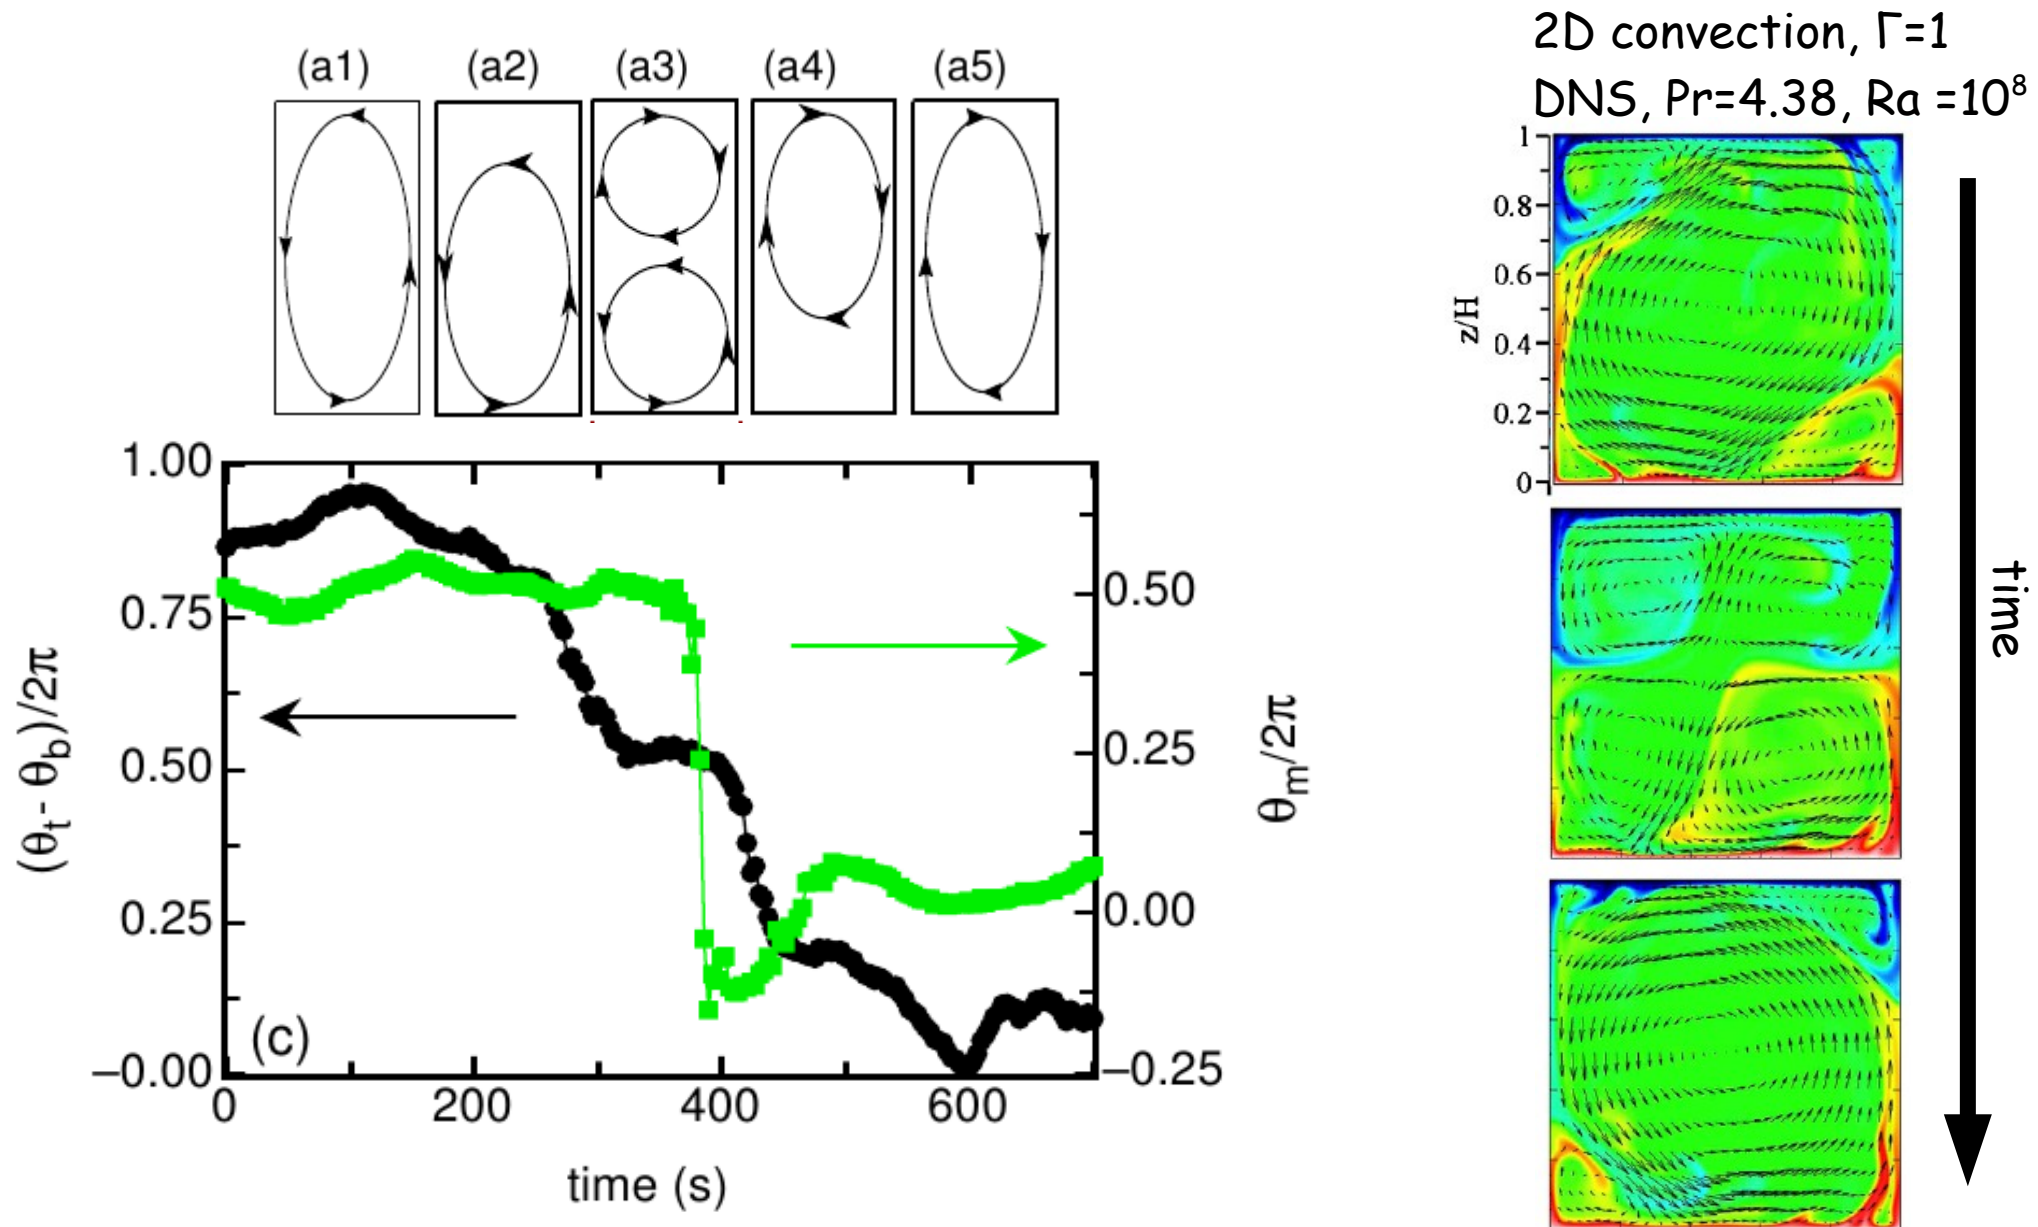 (a1) (a2) (a3) (a4) (a5)
2D convection, Γ=1
DNS, Pr=4.38, Ra =10⁸
1
0.8
0.6
0.4
0.2
0
z/H
time
1.00
0.75
0.50
0.25
−0.00
(θt - θb)/2π
0.50
0.25
0.00
−0.25
θm/2π
(c)
0 200 400 600
time (s)